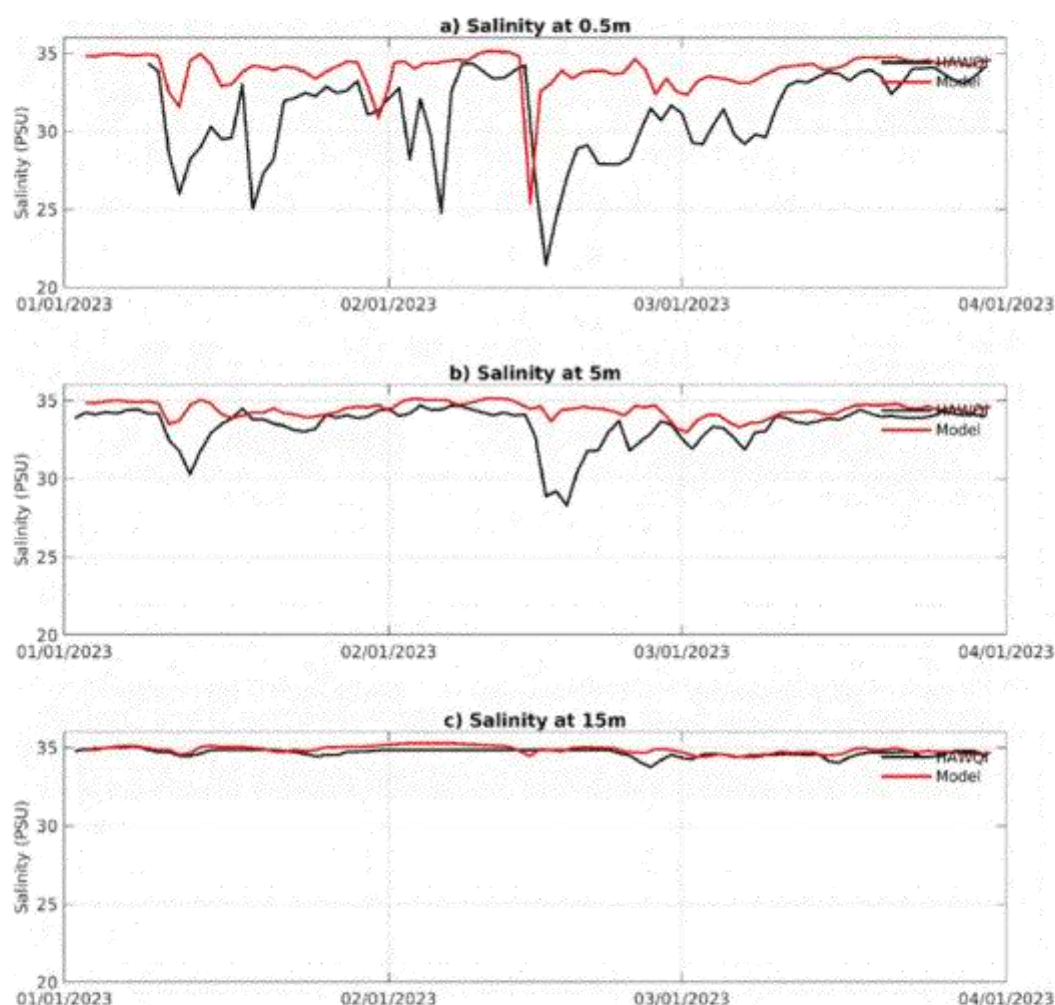 a) Salinity at 0.5m
Salinity (PSU)
35
30
25
20
HAWQI
Model
01/01/2023 02/01/2023 03/01/2023 04/01/2023
b) Salinity at 5m
Salinity (PSU)
35
30
25
20
HAWQI
Model
01/01/2023 02/01/2023 03/01/2023 04/01/2023
c) Salinity at 15m
Salinity (PSU)
35
30
25
20
HAWQI
Model
01/01/2023 02/01/2023 03/01/2023 04/01/2023